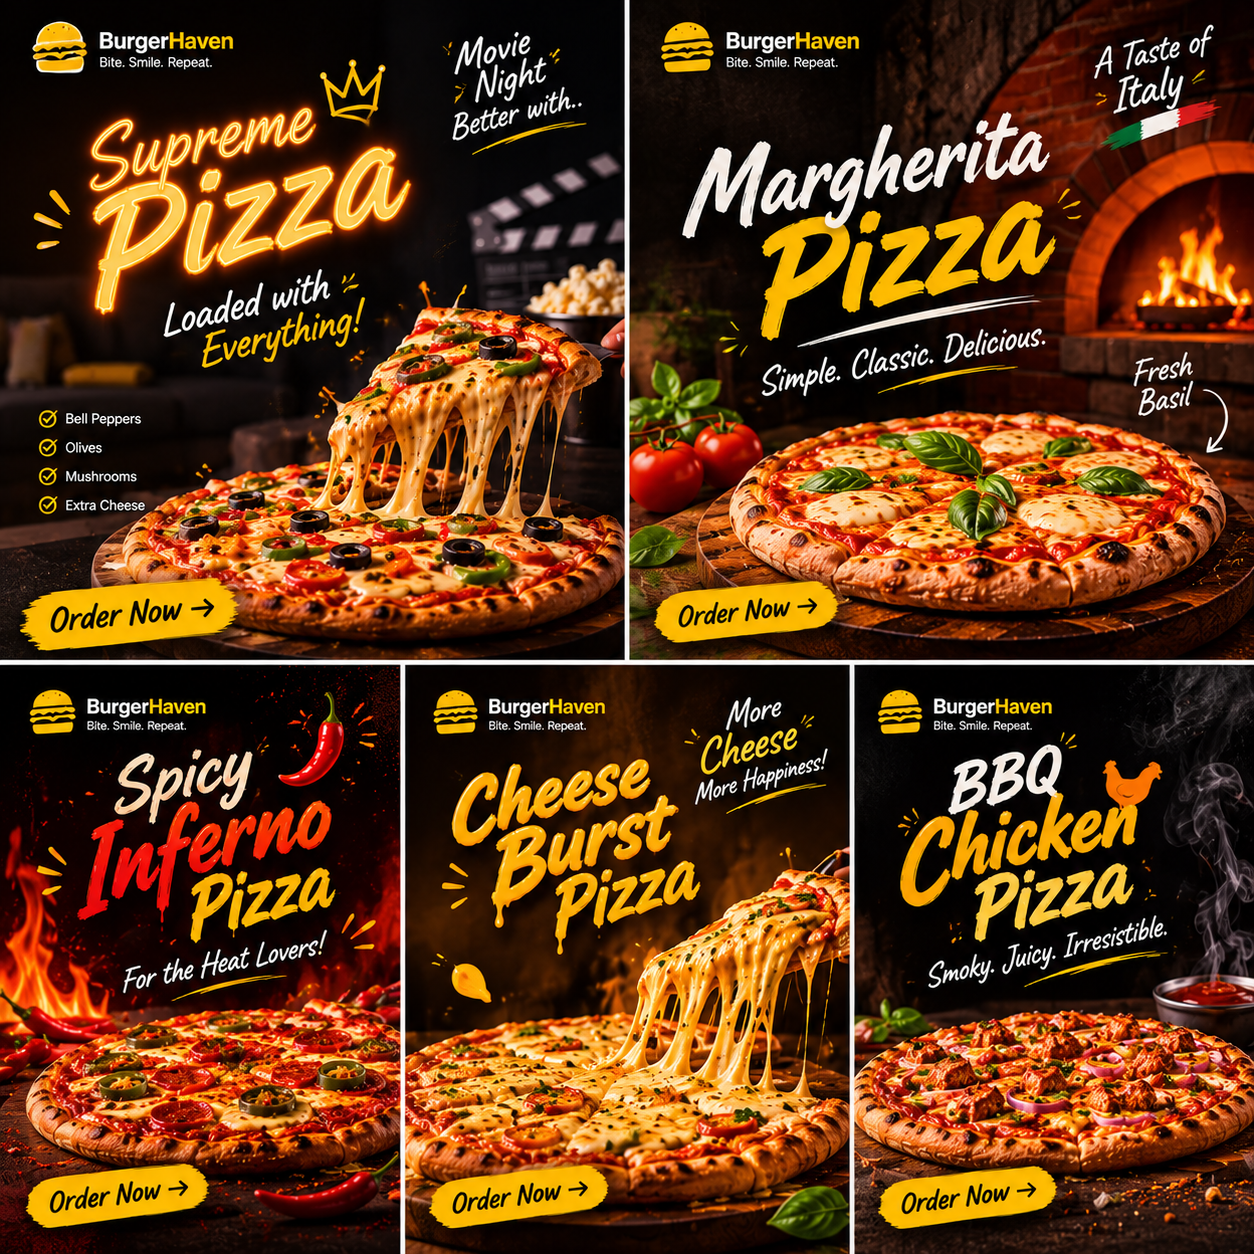 BurgerHaven
Bite. Smile. Repeat.
Movie
Night
Better with..
Supreme
Pizza
Loaded with
Everything!
Bell Peppers
Olives
Mushrooms
Extra Cheese
Order Now →
BurgerHaven
Bite. Smile. Repeat.
A Taste of
Italy
Margherita
Pizza
Simple. Classic. Delicious.
Fresh
Basil
Order Now →
BurgerHaven
Bite. Smile. Repeat.
Spicy
Inferno
Pizza
For the Heat Lovers!
Order Now →
BurgerHaven
Bite. Smile. Repeat.
More
Cheese
More Happiness!
Cheese
Burst
Pizza
Order Now →
BurgerHaven
Bite. Smile. Repeat.
BBQ
Chicken
Pizza
Smoky. Juicy. Irresistible.
Order Now →